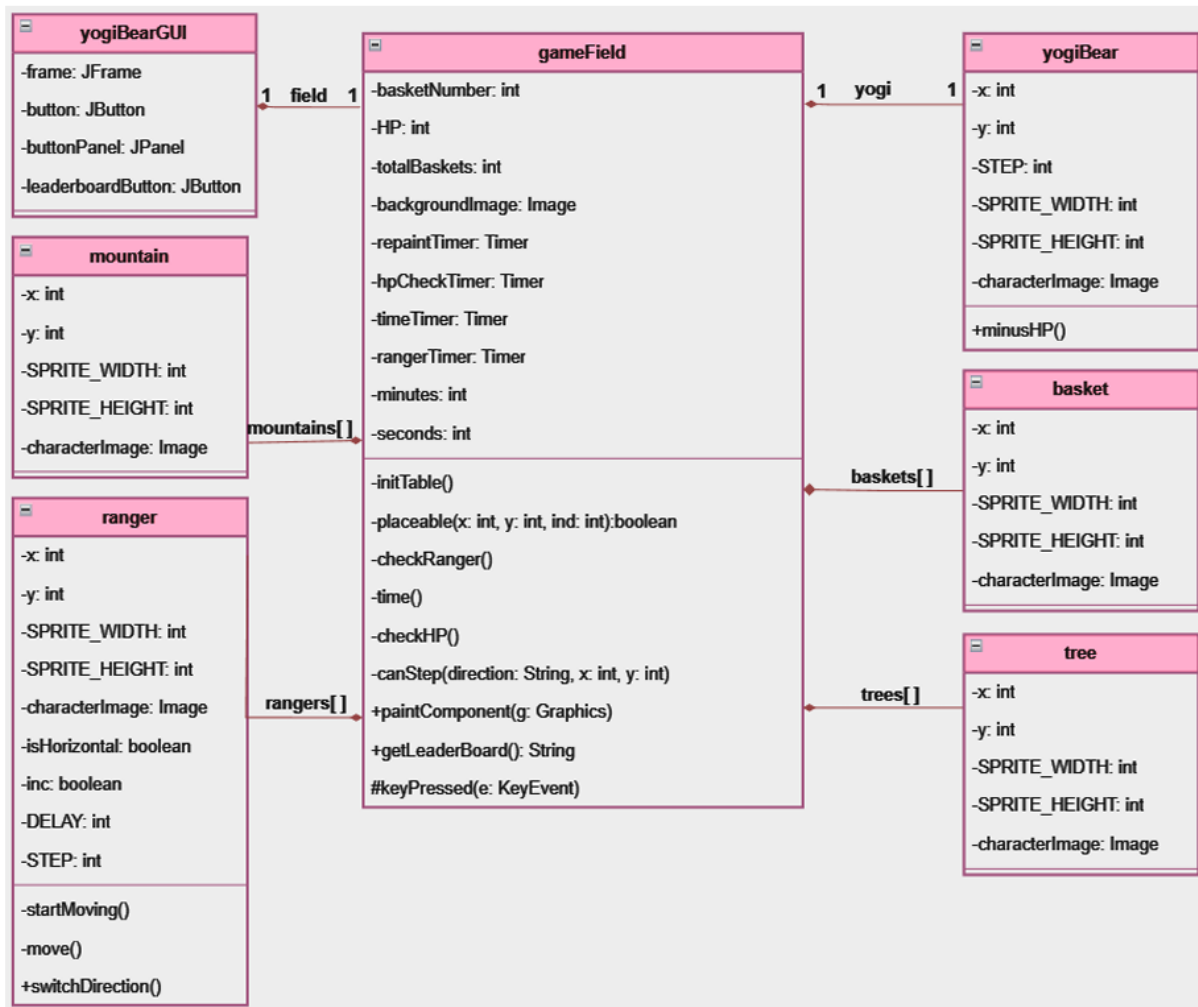 yogiBearGUI
-frame: JFrame
-button: JButton
-buttonPanel: JPanel
-leaderboardButton: JButton
1 field 1
mountain
-x: int
-y: int
-SPRITE_WIDTH: int
-SPRITE_HEIGHT: int
-characterImage: Image
mountains[ ]
ranger
-x: int
-y: int
-SPRITE_WIDTH: int
-SPRITE_HEIGHT: int
-characterImage: Image
-isHorizontal: boolean
-inc: boolean
-DELAY: int
-STEP: int
-startMoving()
-move()
+switchDirection()
rangers[ ]
gameField
-basketNumber: int
-HP: int
-totalBaskets: int
-backgroundImage: Image
-repaintTimer: Timer
-hpCheckTimer: Timer
-timeTimer: Timer
-rangerTimer: Timer
-minutes: int
-seconds: int
-initTable()
-placeable(x: int, y: int, ind: int):boolean
-checkRanger()
-time()
-checkHP()
-canStep(direction: String, x: int, y: int)
+paintComponent(g: Graphics)
+getLeaderBoard(): String
#keyPressed(e: KeyEvent)
1 yogi 1
yogiBear
-x: int
-y: int
-STEP: int
-SPRITE_WIDTH: int
-SPRITE_HEIGHT: int
-characterImage: Image
+minusHP()
baskets[ ]
basket
-x: int
-y: int
-SPRITE_WIDTH: int
-SPRITE_HEIGHT: int
-characterImage: Image
trees[ ]
tree
-x: int
-y: int
-SPRITE_WIDTH: int
-SPRITE_HEIGHT: int
-characterImage: Image